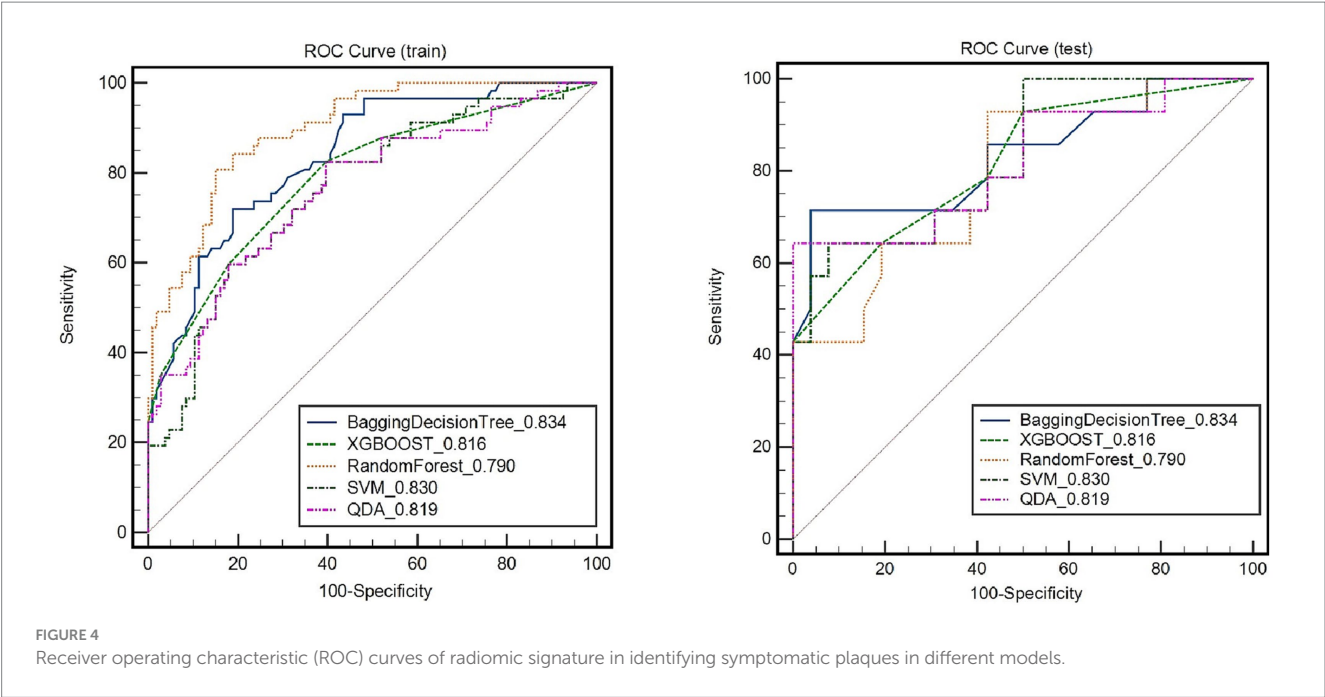 ROC Curve (train)
100
80
60
40
20
0
Sensitivity
BaggingDecisionTree_0.834
XGBOOST_0.816
RandomForest_0.790
SVM_0.830
QDA_0.819
0 20 40 60 80 100
100-Specificity
ROC Curve (test)
100
80
60
40
20
0
Sensitivity
BaggingDecisionTree_0.834
XGBOOST_0.816
RandomForest_0.790
SVM_0.830
QDA_0.819
0 20 40 60 80 100
100-Specificity
FIGURE 4
Receiver operating characteristic (ROC) curves of radiomic signature in identifying symptomatic plaques in different models.